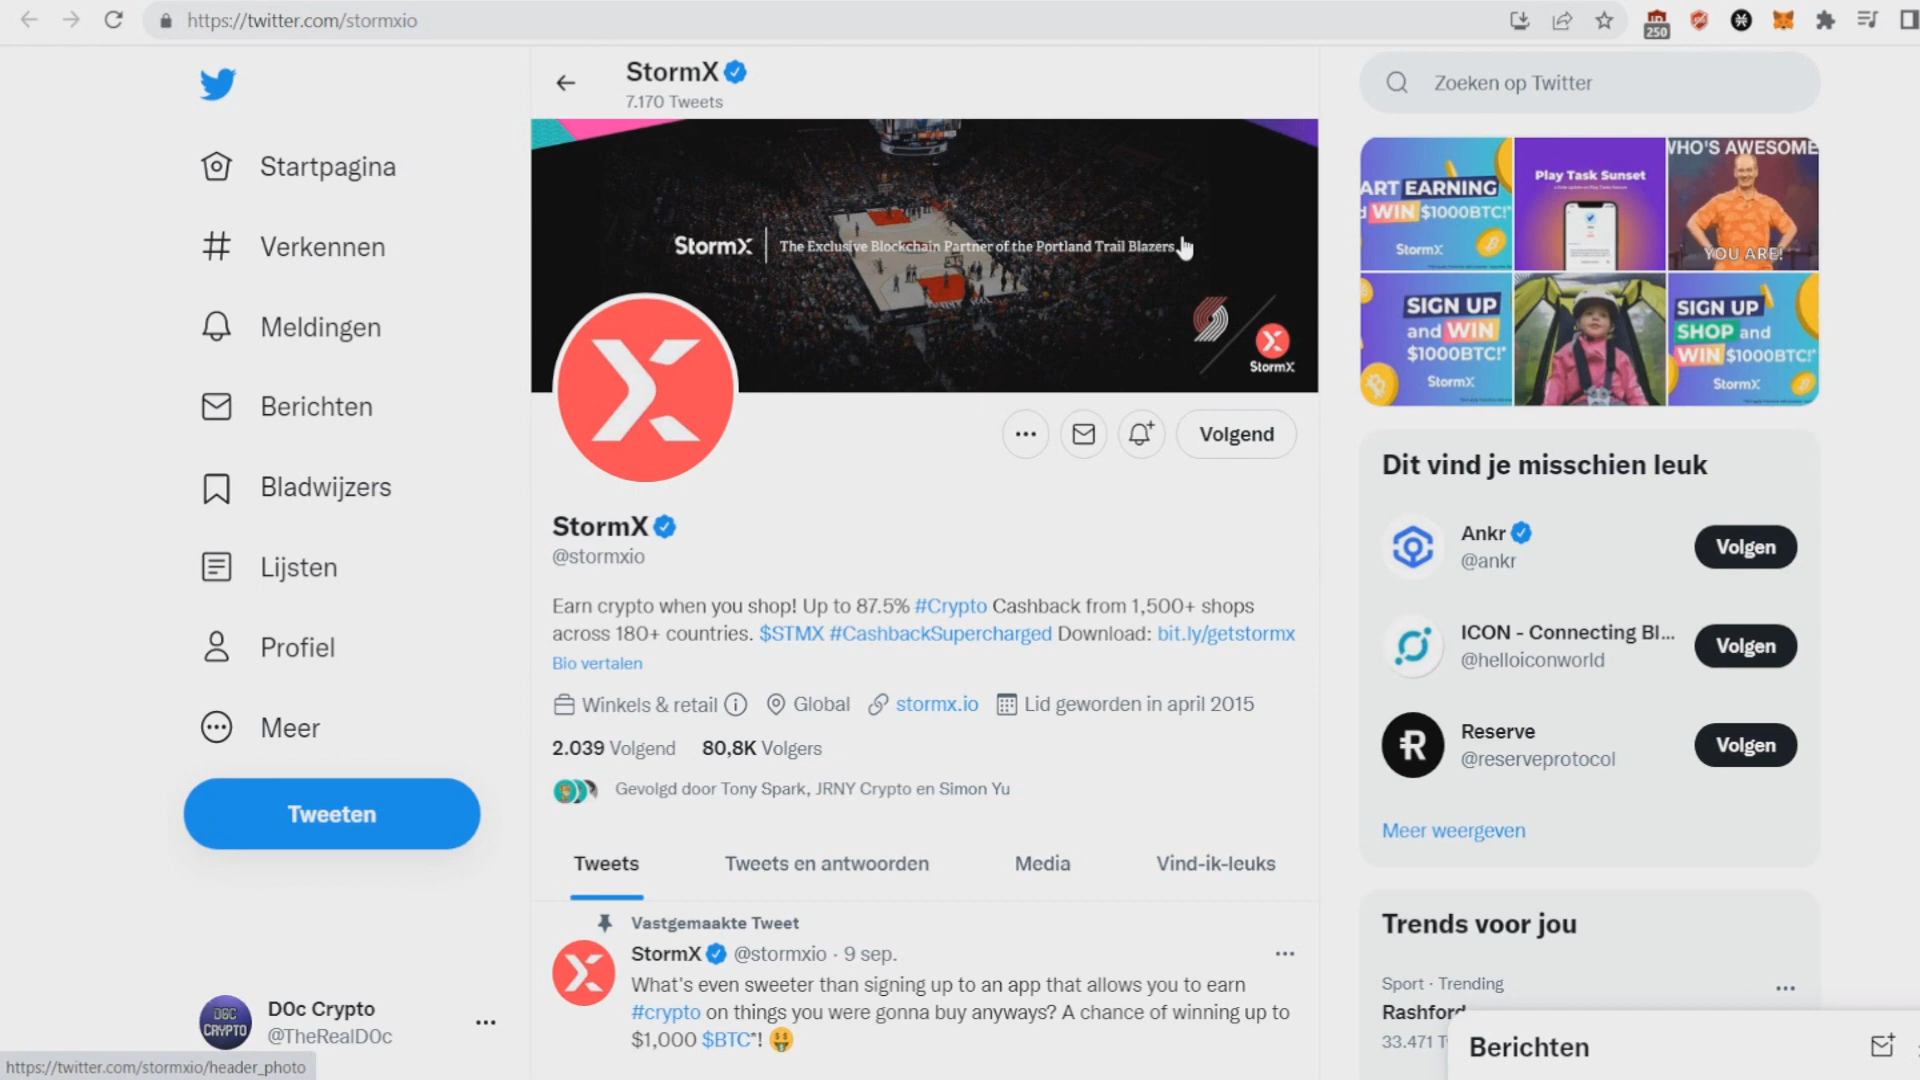 https://twitter.com/stormxio
250
StormX
7.170 Tweets
Zoeken op Twitter
Startpagina
Verkennen
Meldingen
Berichten
Bladwijzers
Lijsten
Profiel
Meer
Tweeten
D0c Crypto
@TheRealD0c
D0C
CRYPTO
https://twitter.com/stormxio/header_photo
StormX
The Exclusive Blockchain Partner of the Portland Trail Blazers
StormX
Volgend
StormX
@stormxio
Earn crypto when you shop! Up to 87.5% #Crypto Cashback from 1,500+ shops
across 180+ countries. $STMX #CashbackSupercharged Download: bit.ly/getstormx
Bio vertalen
Winkels & retail Global stormx.io Lid geworden in april 2015
2.039 Volgend 80,8K Volgers
Gevolgd door Tony Spark, JRNY Crypto en Simon Yu
Tweets Tweets en antwoorden Media Vind-ik-leuks
Vastgemaakte Tweet
StormX @stormxio · 9 sep.
What's even sweeter than signing up to an app that allows you to earn
#crypto on things you were gonna buy anyways? A chance of winning up to
$1,000 $BTC*! 🤑
ART EARNING
d WIN $1000BTC!*
StormX
Play Task Sunset
WHO'S AWESOME
YOU ARE!
SIGN UP
and WIN
$1000BTC!*
StormX
SIGN UP
SHOP and
WIN $1000BTC!*
StormX
Dit vind je misschien leuk
Ankr
@ankr
Volgen
ICON - Connecting Bl...
@helloiconworld
Volgen
Reserve
@reserveprotocol
Volgen
Meer weergeven
Trends voor jou
Sport · Trending
Rashford
33.471 T
Berichten